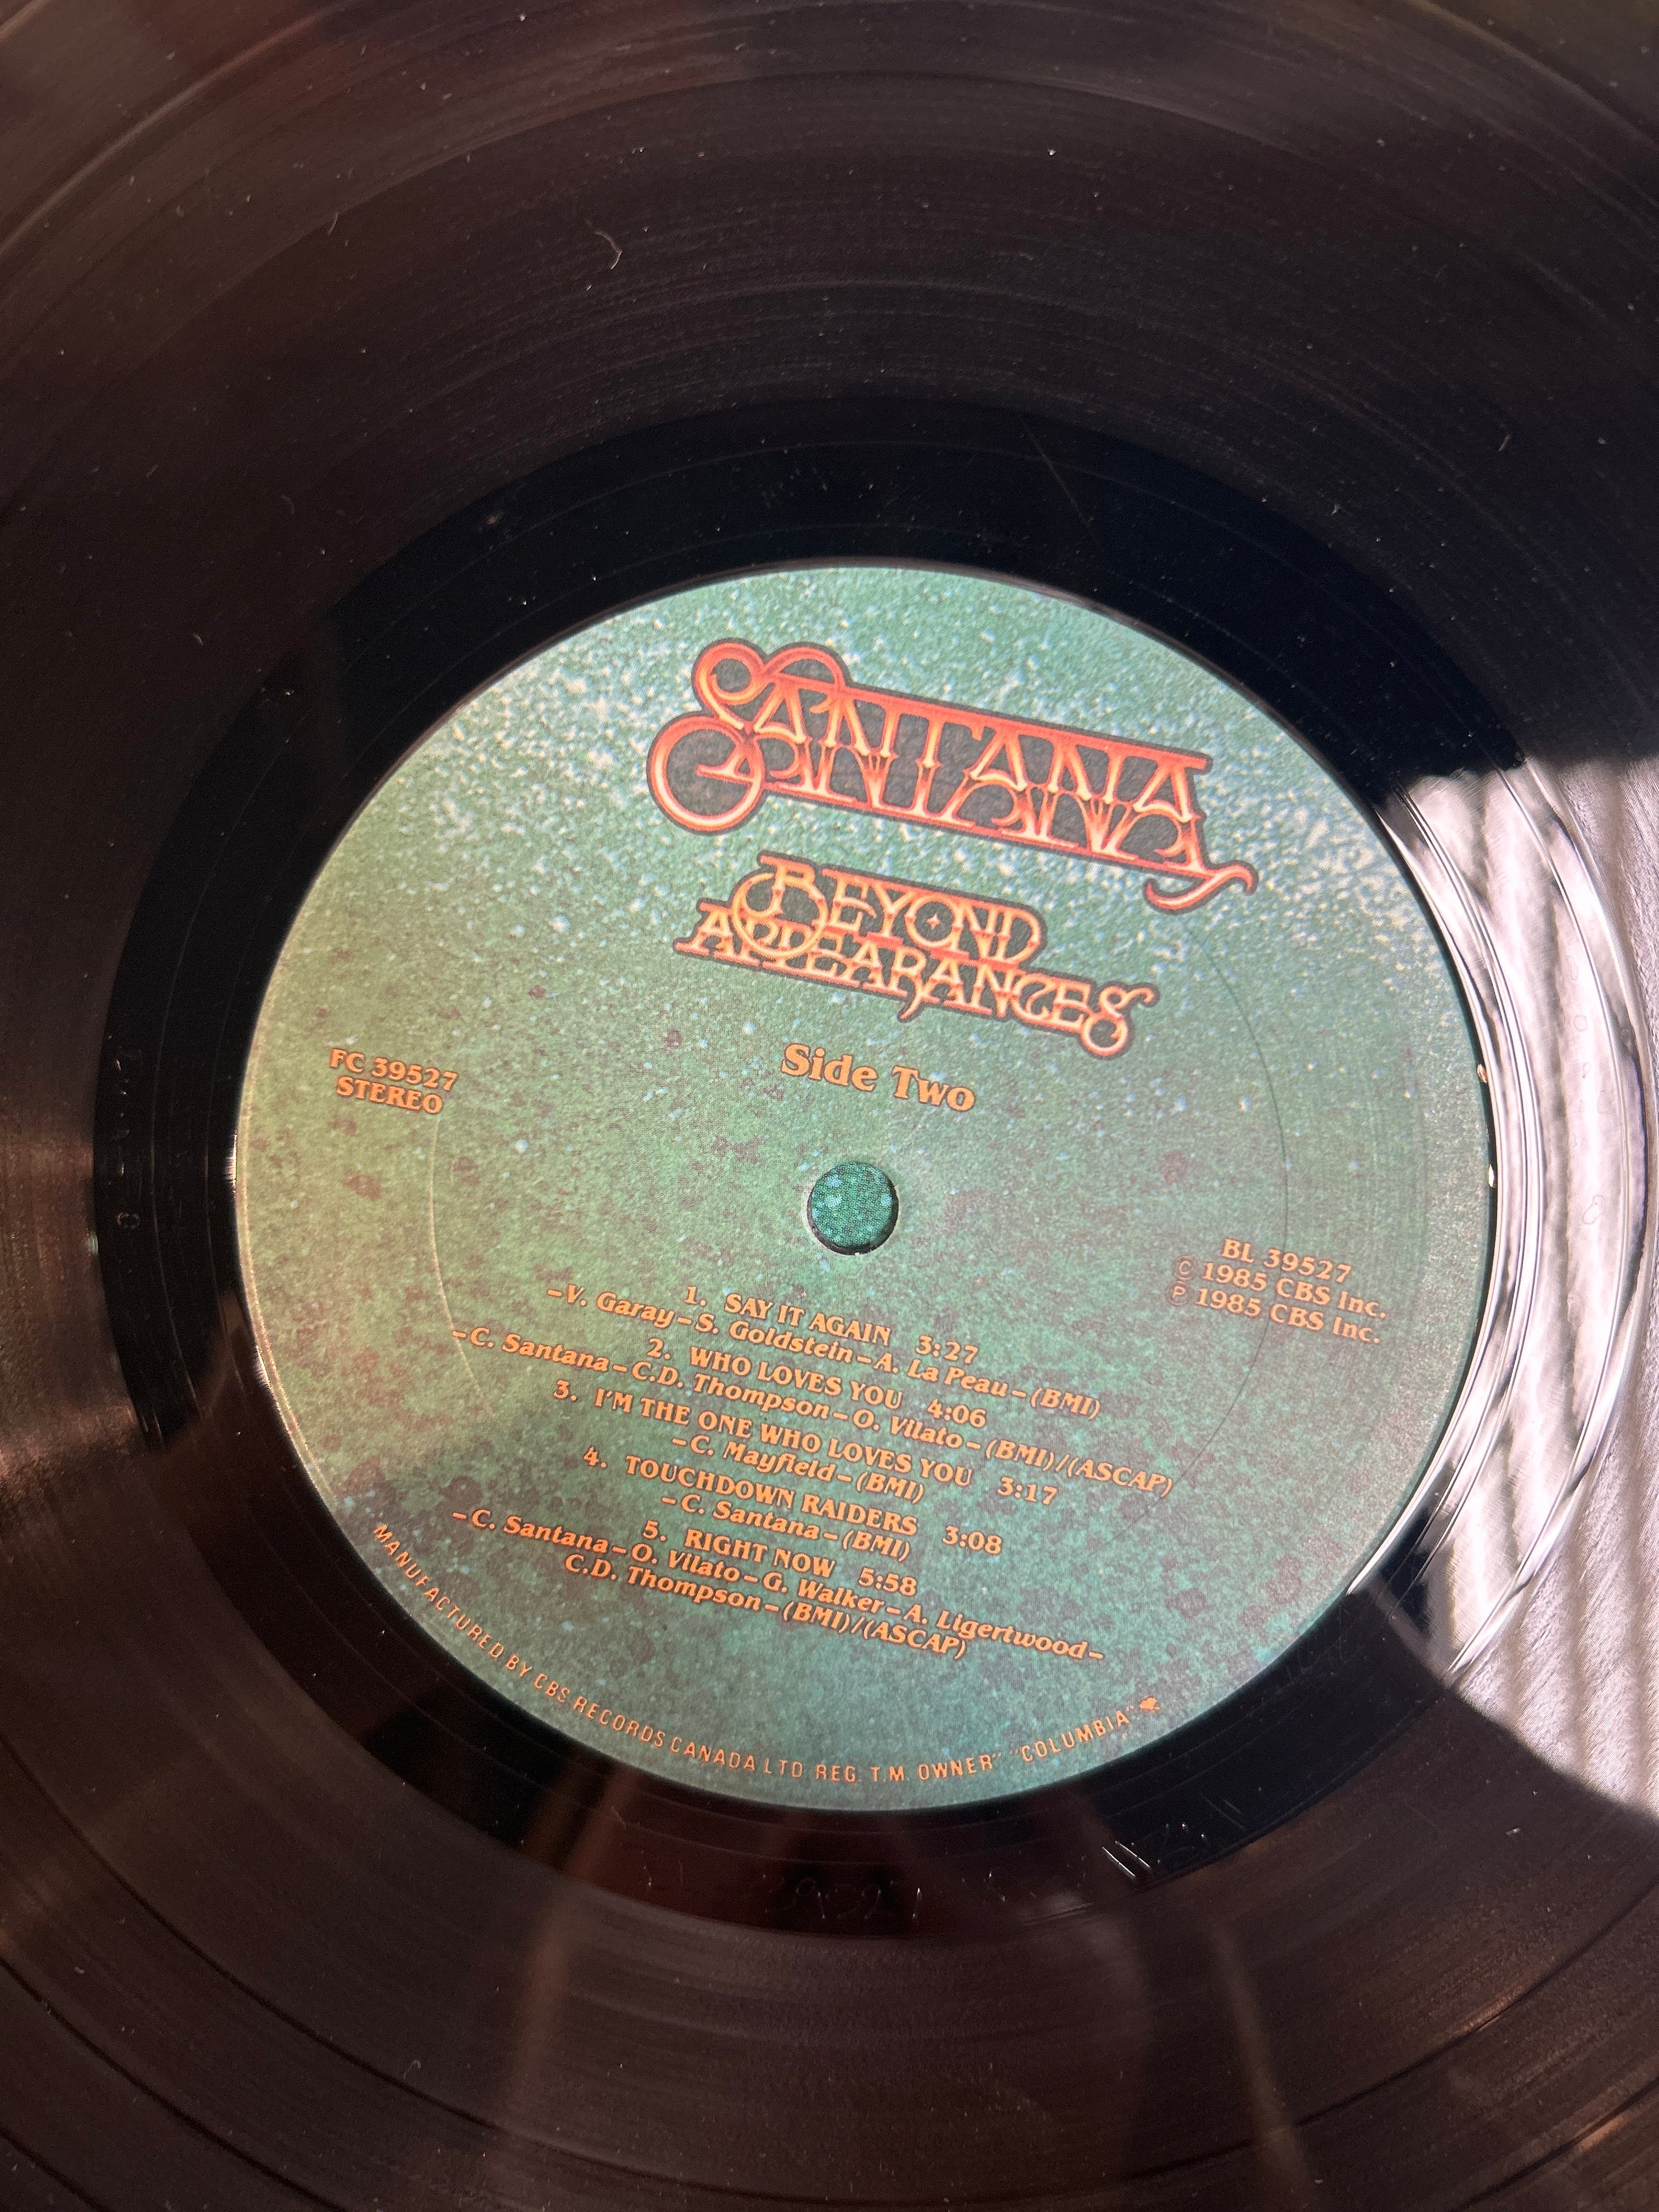 SANTANA
BEYOND
APPEARANCES
Side Two
FC 39527
STEREO
BL 39527
© 1985 CBS Inc.
℗ 1985 CBS Inc.
1. SAY IT AGAIN 3:27
–V. Garay–S. Goldstein–A. La Peau–(BMI)
2. WHO LOVES YOU 4:06
–C. Santana–C.D. Thompson–O. Vilato–(BMI)/(ASCAP)
3. I'M THE ONE WHO LOVES YOU 3:17
–C. Mayfield–(BMI)
4. TOUCHDOWN RAIDERS 3:08
–C. Santana–(BMI)
5. RIGHT NOW 5:58
–C. Santana–O. Vilato–G. Walker–A. Ligertwood–
C.D. Thompson–(BMI)/(ASCAP)
MANUFACTURED BY CBS RECORDS CANADA LTD REG. T.M. OWNER" "COLUMBIA"